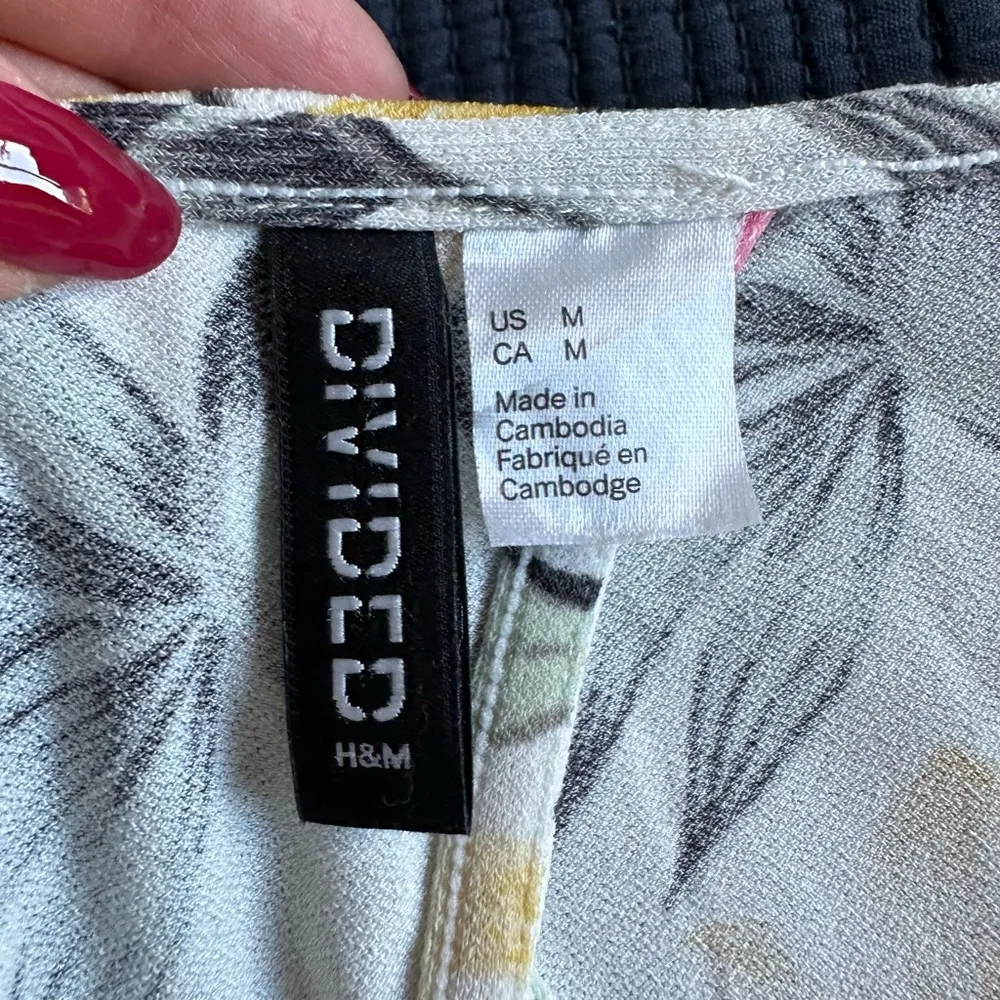 DIVIDED
H&M
US M
CA M
Made in
Cambodia
Fabriqué en
Cambodge